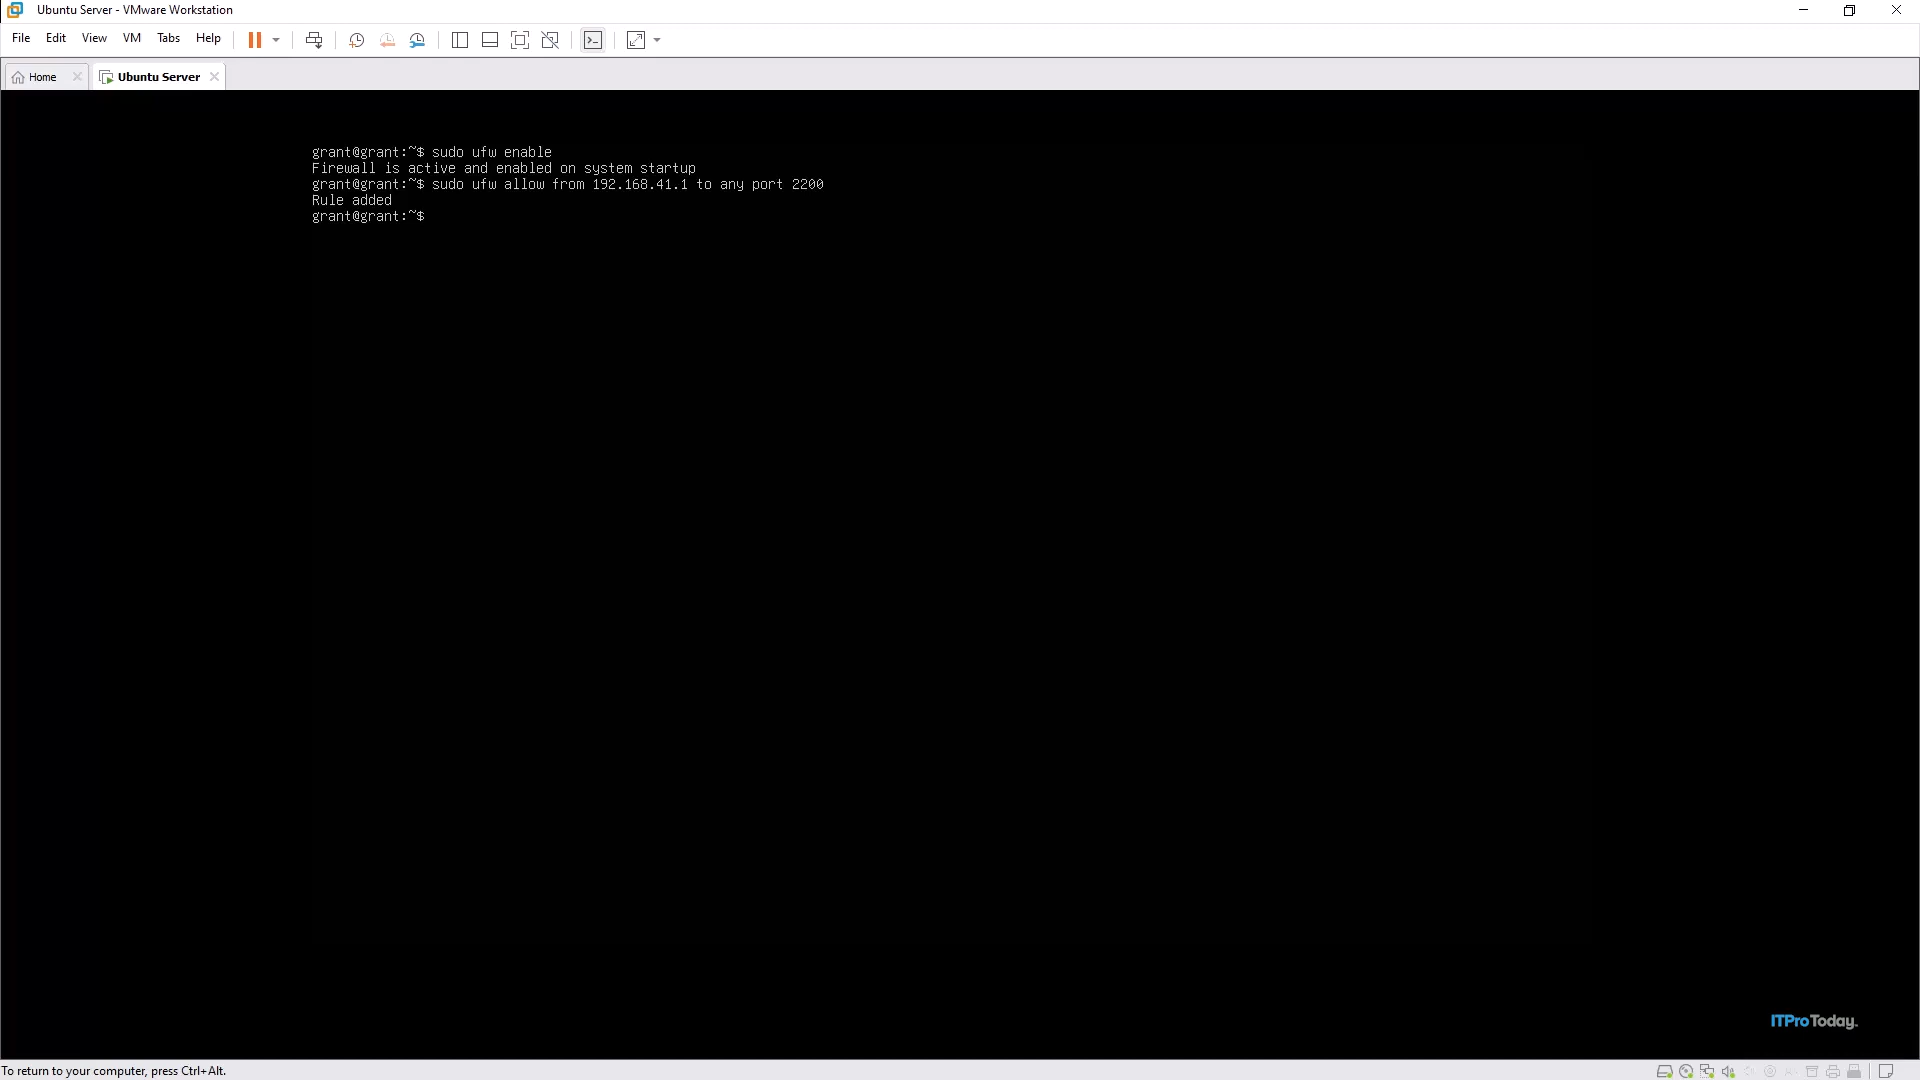 Ubuntu Server - VMware Workstation
File Edit View VM Tabs Help
Home Ubuntu Server
grant@grant:~$ sudo ufw enable
Firewall is active and enabled on system startup
grant@grant:~$ sudo ufw allow from 192.168.41.1 to any port 2200
Rule added
grant@grant:~$
ITProToday.
To return to your computer, press Ctrl+Alt.